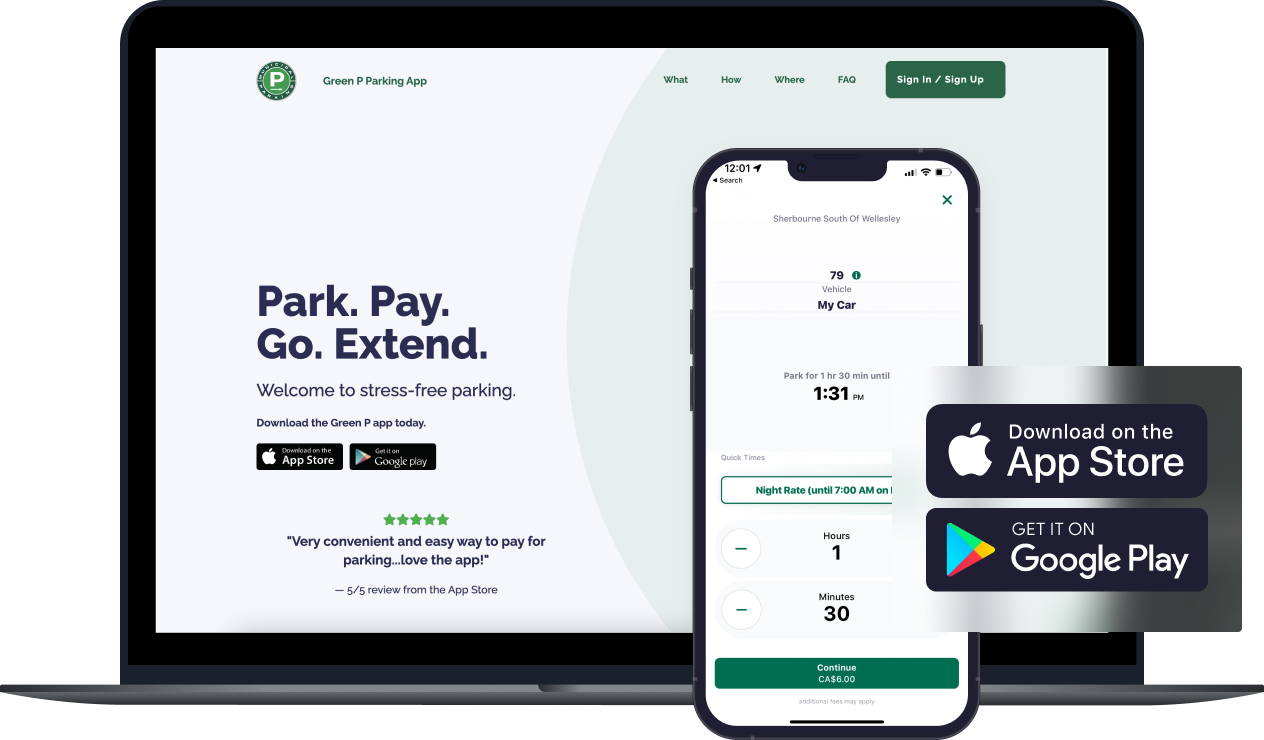 Green P Parking App
What
How
Where
FAQ
Sign In / Sign Up
P
Park. Pay.
Go. Extend.
Welcome to stress-free parking.
Download the Green P app today.
Download on the
App Store
Get it on
Google play
"Very convenient and easy way to pay for
parking...love the app!"
— 5/5 review from the App Store
12:01
Search
Sherbourne South Of Wellesley
79
Vehicle
My Car
Park for 1 hr 30 min until
1:31 PM
Quick Times
Night Rate (until 7:00 AM on
Hours
1
Minutes
30
Continue
CA$6.00
additional fees may apply
Download on the
App Store
GET IT ON
Google Play